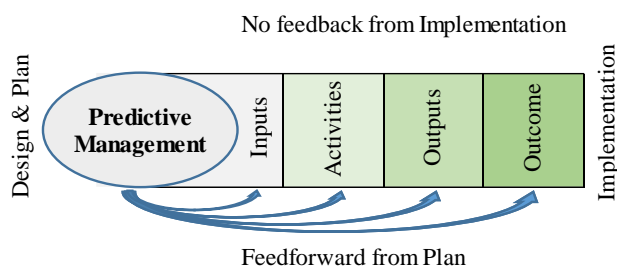 No feedback from Implementation
Design & Plan
Predictive
Management
Inputs
Activities
Outputs
Outcome
Implementation
Feedforward from Plan